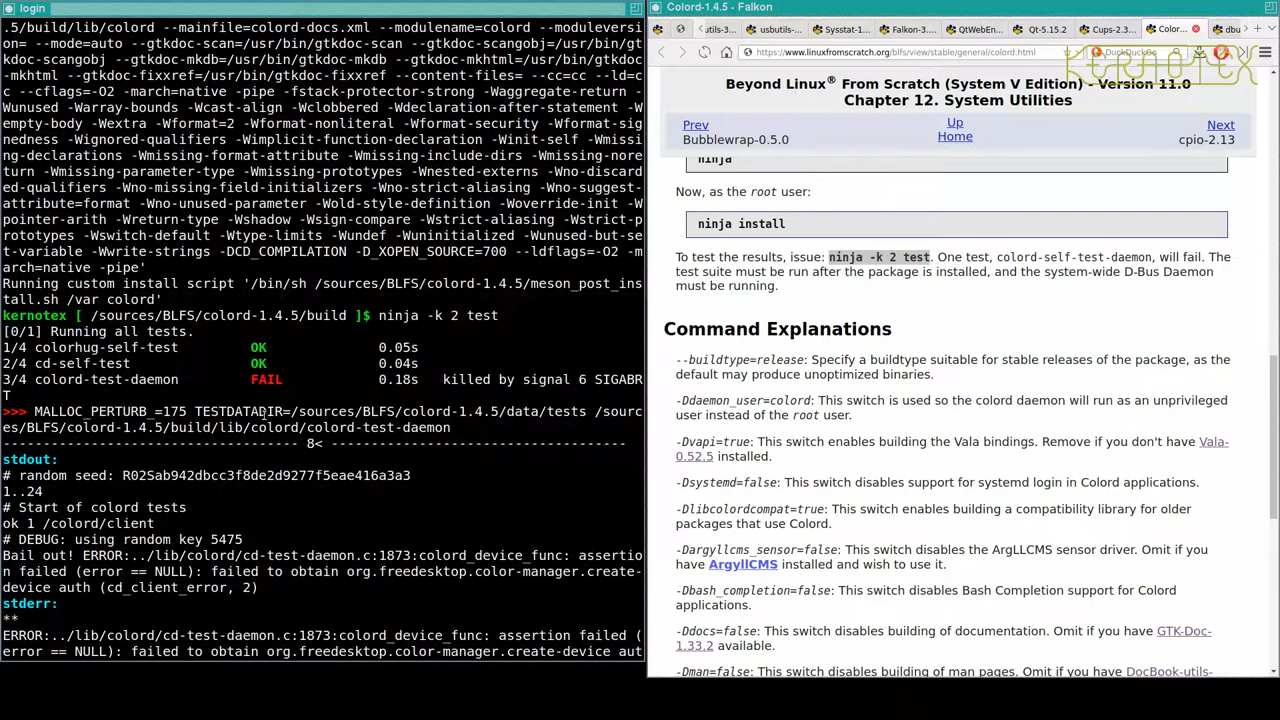 login
.5/build/lib/colord --mainfile=colord-docs.xml --modulename=colord --moduleversi
on= --mode=auto --gtkdoc-scan=/usr/bin/gtkdoc-scan --gtkdoc-scangobj=/usr/bin/gt
kdoc-scangobj --gtkdoc-mkdb=/usr/bin/gtkdoc-mkdb --gtkdoc-mkhtml=/usr/bin/gtkdoc
-mkhtml --gtkdoc-fixxref=/usr/bin/gtkdoc-fixxref --content-files= --cc=cc --ld=c
c --cflags=-O2 -march=native -pipe -fstack-protector-strong -Waggregate-return -
Wunused -Warray-bounds -Wcast-align -Wclobbered -Wdeclaration-after-statement -W
empty-body -Wextra -Wformat=2 -Wformat-nonliteral -Wformat-security -Wformat-sig
nedness -Wignored-qualifiers -Wimplicit-function-declaration -Winit-self -Wmissi
ng-declarations -Wmissing-format-attribute -Wmissing-include-dirs -Wmissing-nore
turn -Wmissing-parameter-type -Wmissing-prototypes -Wnested-externs -Wno-discard
ed-qualifiers -Wno-missing-field-initializers -Wno-strict-aliasing -Wno-suggest-
attribute=format -Wno-unused-parameter -Wold-style-definition -Woverride-init -W
pointer-arith -Wreturn-type -Wshadow -Wsign-compare -Wstrict-aliasing -Wstrict-p
rototypes -Wswitch-default -Wtype-limits -Wundef -Wuninitialized -Wunused-but-se
t-variable -Wwrite-strings -DCD_COMPILATION -D_XOPEN_SOURCE=700 --ldflags=-O2 -m
arch=native -pipe'
Running custom install script '/bin/sh /sources/BLFS/colord-1.4.5/meson_post_ins
tall.sh /var colord'
kernotex [ /sources/BLFS/colord-1.4.5/build ]$ ninja -k 2 test
[0/1] Running all tests.
1/4 colorhug-self-test OK 0.05s
2/4 cd-self-test OK 0.04s
3/4 colord-test-daemon FAIL 0.18s killed by signal 6 SIGABR
T
>>> MALLOC_PERTURB_=175 TESTDATADIR=/sources/BLFS/colord-1.4.5/data/tests /sourc
es/BLFS/colord-1.4.5/build/lib/colord/colord-test-daemon
------------------------------------- 8< -------------------------------------
stdout:
# random seed: R02Sab942dbcc3f8de2d9277f5eae416a3a3
1..24
# Start of colord tests
ok 1 /colord/client
# DEBUG: using random key 5475
Bail out! ERROR:../lib/colord/cd-test-daemon.c:1873:colord_device_func: assertio
n failed (error == NULL): failed to obtain org.freedesktop.color-manager.create-
device auth (cd_client_error, 2)
stderr:
**
ERROR:../lib/colord/cd-test-daemon.c:1873:colord_device_func: assertion failed (
error == NULL): failed to obtain org.freedesktop.color-manager.create-device aut
Colord-1.4.5 - Falkon
utils-3... usbutils-... Sysstat-1... Falkon-3... QtWebEn... Qt-5.15.2 Cups-2.3... Color... dbu
https://www.linuxfromscratch.org/blfs/view/stable/general/colord.html DuckDuckGo
KERNOTEX
Beyond Linux® From Scratch (System V Edition) - Version 11.0
Chapter 12. System Utilities
Prev Up Next
Bubblewrap-0.5.0 Home cpio-2.13
ninja
Now, as the root user:
ninja install
To test the results, issue: ninja -k 2 test. One test, colord-self-test-daemon, will fail. The
test suite must be run after the package is installed, and the system-wide D-Bus Daemon
must be running.
Command Explanations
--buildtype=release: Specify a buildtype suitable for stable releases of the package, as the
default may produce unoptimized binaries.
-Ddaemon_user=colord: This switch is used so the colord daemon will run as an unprivileged
user instead of the root user.
-Dvapi=true: This switch enables building the Vala bindings. Remove if you don't have Vala-
0.52.5 installed.
-Dsystemd=false: This switch disables support for systemd login in Colord applications.
-Dlibcolordcompat=true: This switch enables building a compatibility library for older
packages that use Colord.
-Dargyllcms_sensor=false: This switch disables the ArgLLCMS sensor driver. Omit if you
have ArgyllCMS installed and wish to use it.
-Dbash_completion=false: This switch disables Bash Completion support for Colord
applications.
-Ddocs=false: This switch disables building of documentation. Omit if you have GTK-Doc-
1.33.2 available.
-Dman=false: This switch disables building of man pages. Omit if you have DocBook-utils-